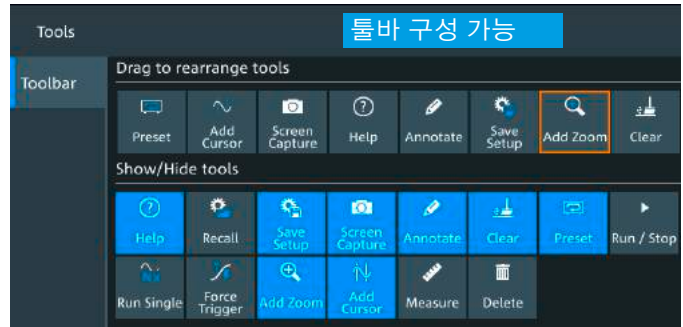 Tools
툴바 구성 가능
Toolbar
Drag to rearrange tools
Preset
Add Cursor
Screen Capture
Help
Annotate
Save Setup
Add Zoom
Clear
Show/Hide tools
Help
Recall
Save Setup
Screen Capture
Annotate
Clear
Preset
Run / Stop
Run Single
Force Trigger
Add Zoom
Add Cursor
Measure
Delete